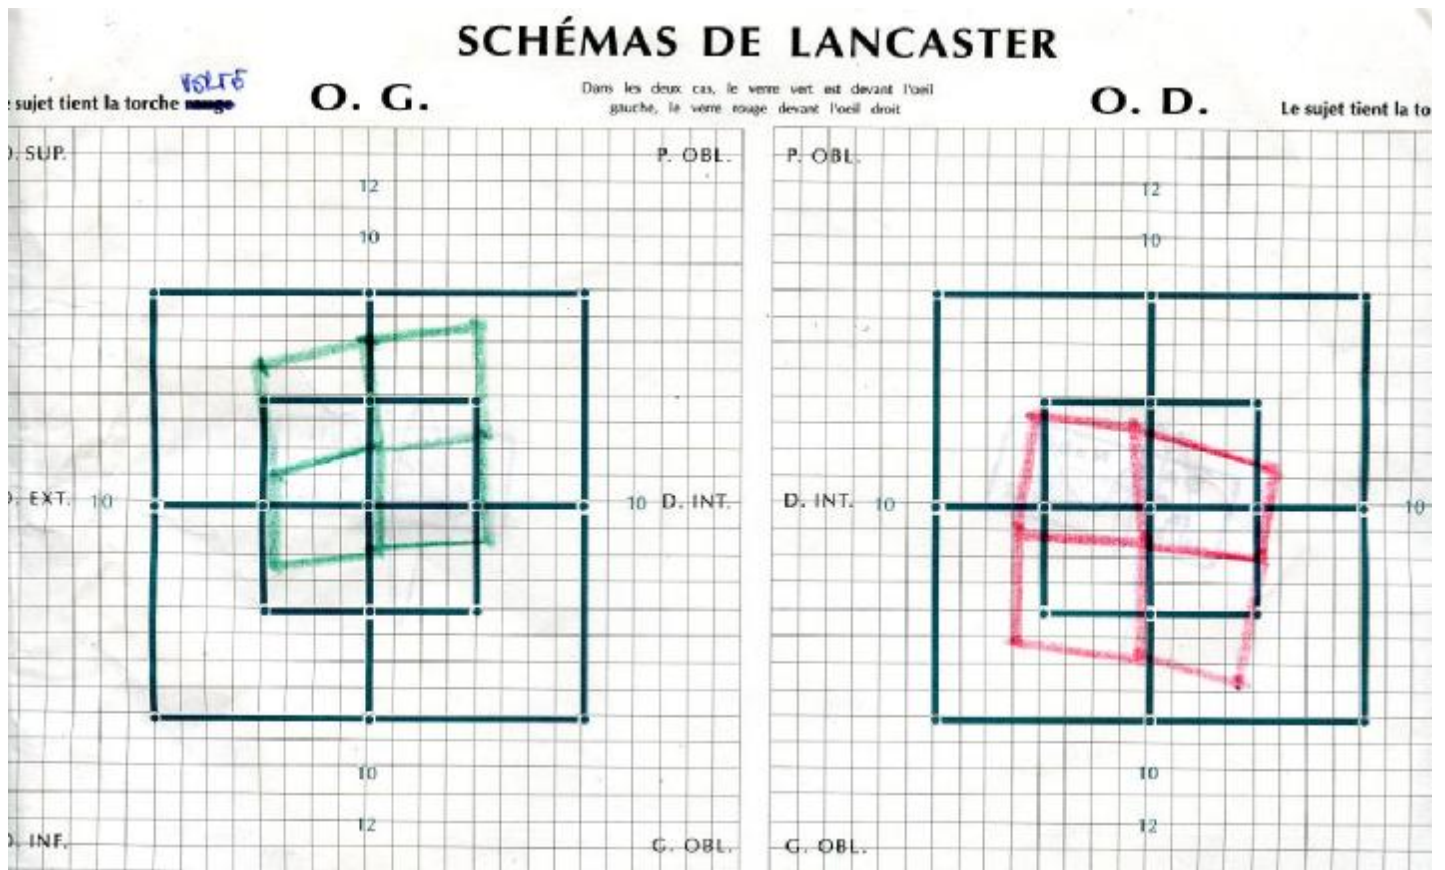 SCHÉMAS DE LANCASTER
VERTE
sujet tient la torche rouge
O. G.
Dans les deux cas, le verre vert est devant l'oeil
gauche, le verre rouge devant l'oeil droit
O. D.
Le sujet tient la to
. SUP.
P. OBL.
P. OBL.
12
12
10
10
. EXT.
10
10
D. INT.
D. INT.
10
10
10
10
12
12
. INF.
G. OBL.
G. OBL.